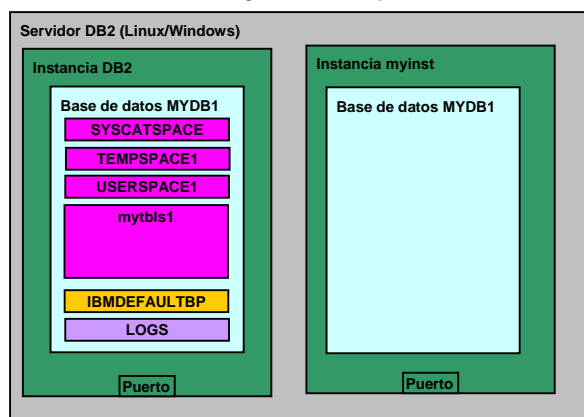 Servidor DB2 (Linux/Windows)
Instancia DB2
Base de datos MYDB1
SYSCATSPACE
TEMPSPACE1
USERSPACE1
mytbls1
IBMDEFAULTBP
LOGS
Puerto
Instancia myinst
Base de datos MYDB1
Puerto